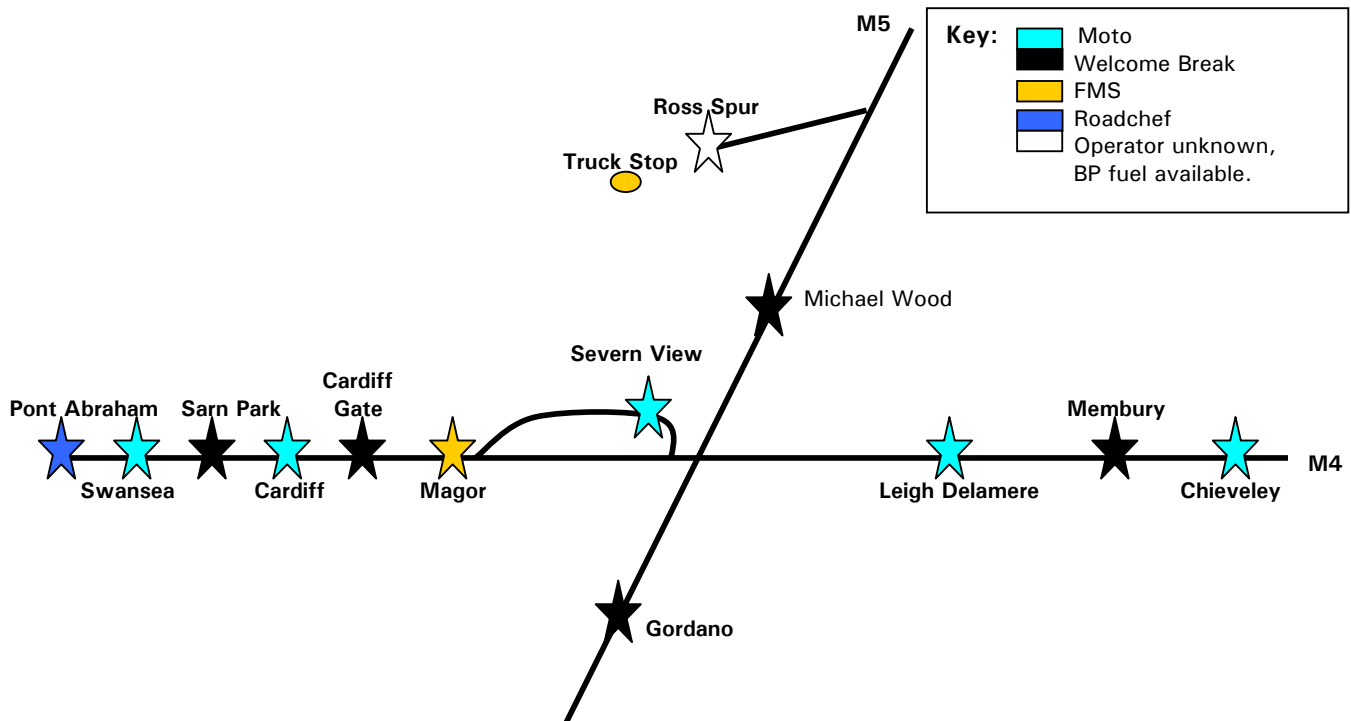 M5
Key:
Moto
Welcome Break
FMS
Roadchef
Operator unknown,
BP fuel available.
Ross Spur
Truck Stop
Michael Wood
Severn View
Cardiff
Gate
Pont Abraham
Sarn Park
Membury
M4
Swansea
Cardiff
Magor
Leigh Delamere
Chieveley
Gordano